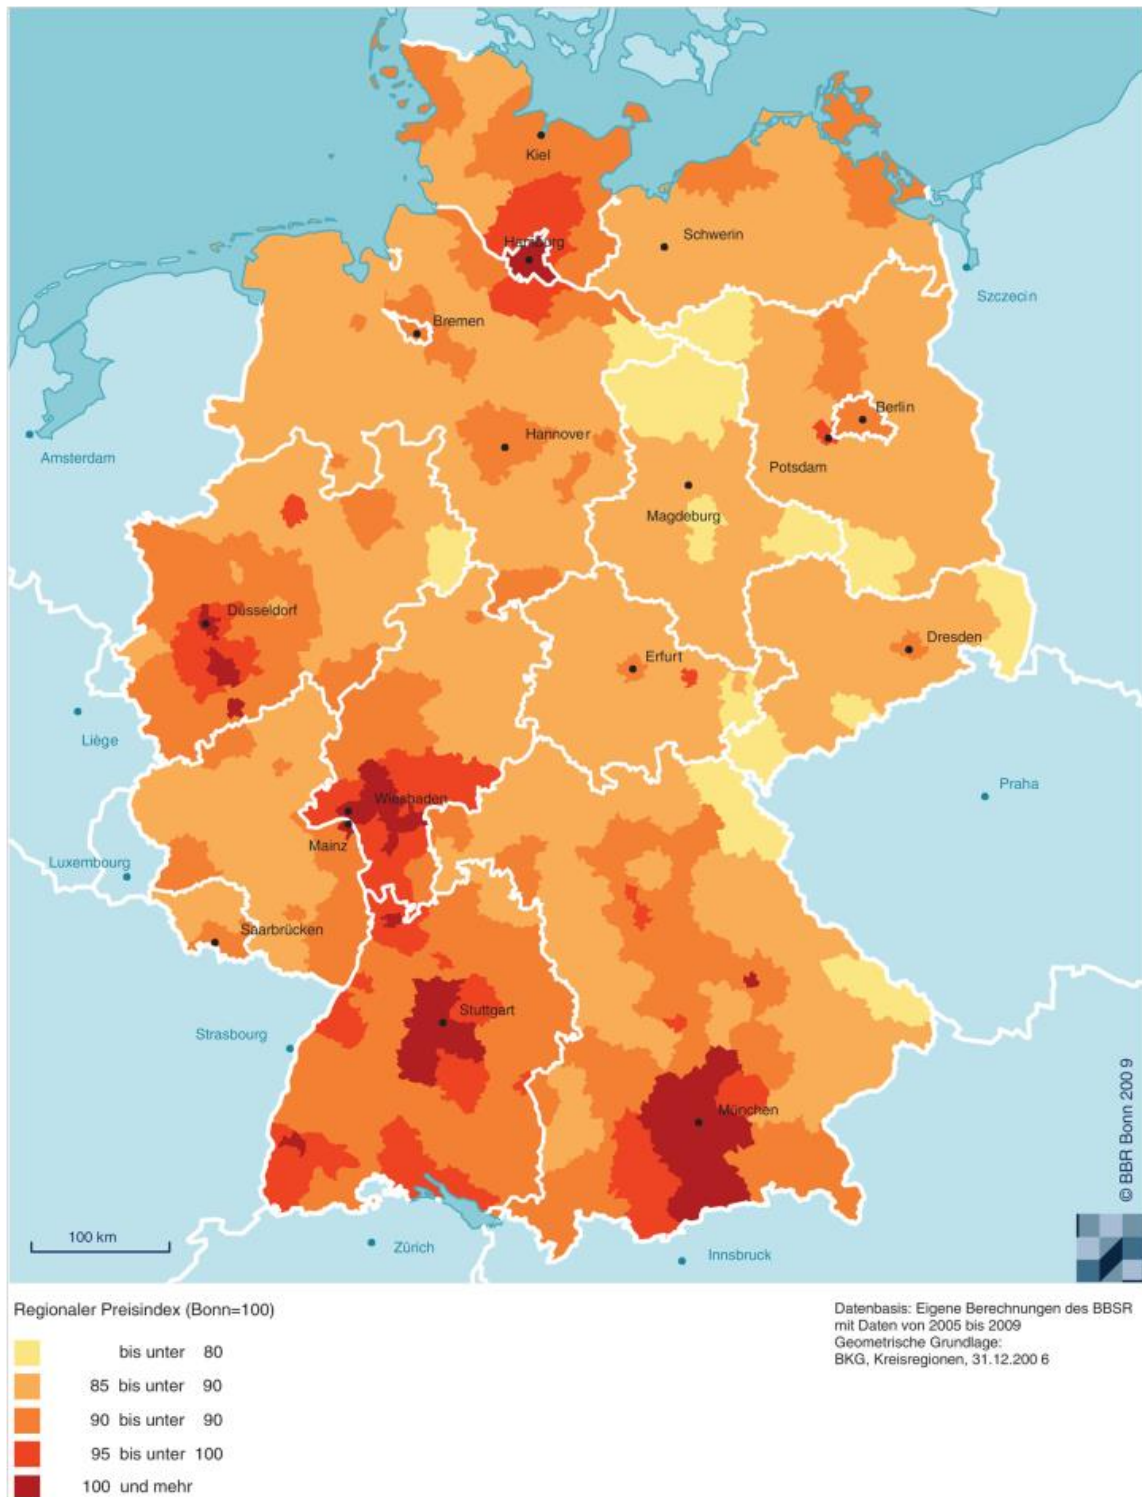 Kiel
Hamburg
Schwerin
Szczecin
Bremen
Berlin
Hannover
Amsterdam
Potsdam
Magdeburg
Düsseldorf
Dresden
Erfurt
Liège
Praha
Wiesbaden
Mainz
Luxembourg
Saarbrücken
Stuttgart
Strasbourg
München
© BBR Bonn 200 9
100 km
Zürich
Innsbruck
Regionaler Preisindex (Bonn=100)
bis unter 80
85 bis unter 90
90 bis unter 90
95 bis unter 100
100 und mehr
Datenbasis: Eigene Berechnungen des BBSR
mit Daten von 2005 bis 2009
Geometrische Grundlage:
BKG, Kreisregionen, 31.12.200 6